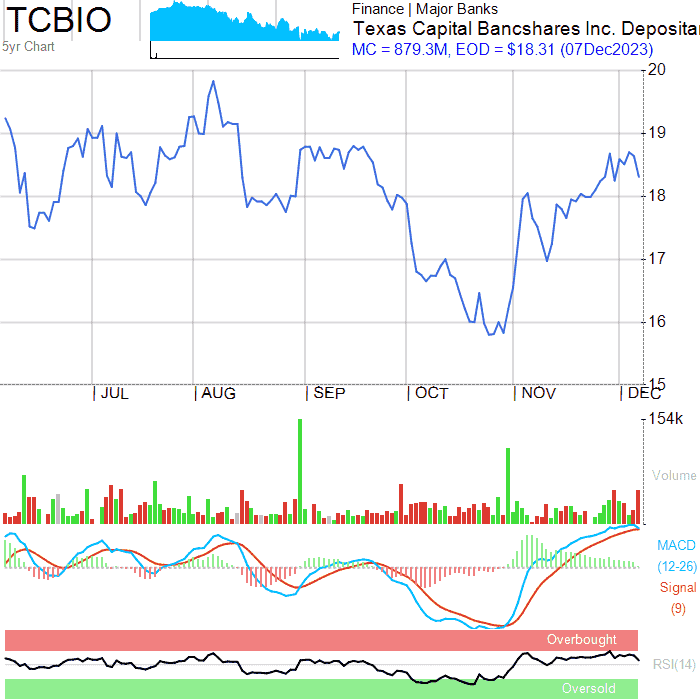 TCBIO
5yr Chart
Finance | Major Banks
Texas Capital Bancshares Inc. Deposita
MC = 879.3M, EOD = $18.31 (07Dec2023)
20
19
18
17
16
15
JUL AUG SEP OCT NOV DEC
154k
Volume
MACD
(12-26)
Signal
(9)
Overbought
RSI(14)
Oversold